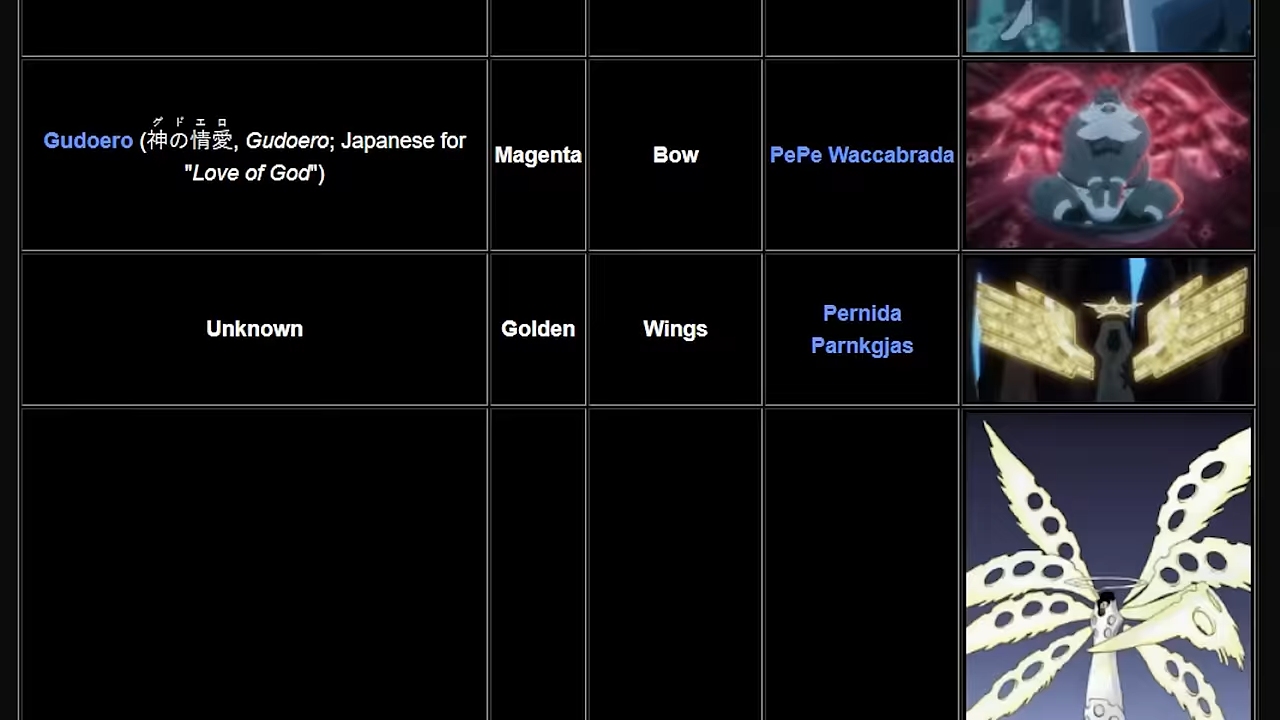 グドエロ
Gudoero (神の情愛, Gudoero; Japanese for
"Love of God")
Magenta
Bow
PePe Waccabrada
Unknown
Golden
Wings
Pernida
Parnkgjas